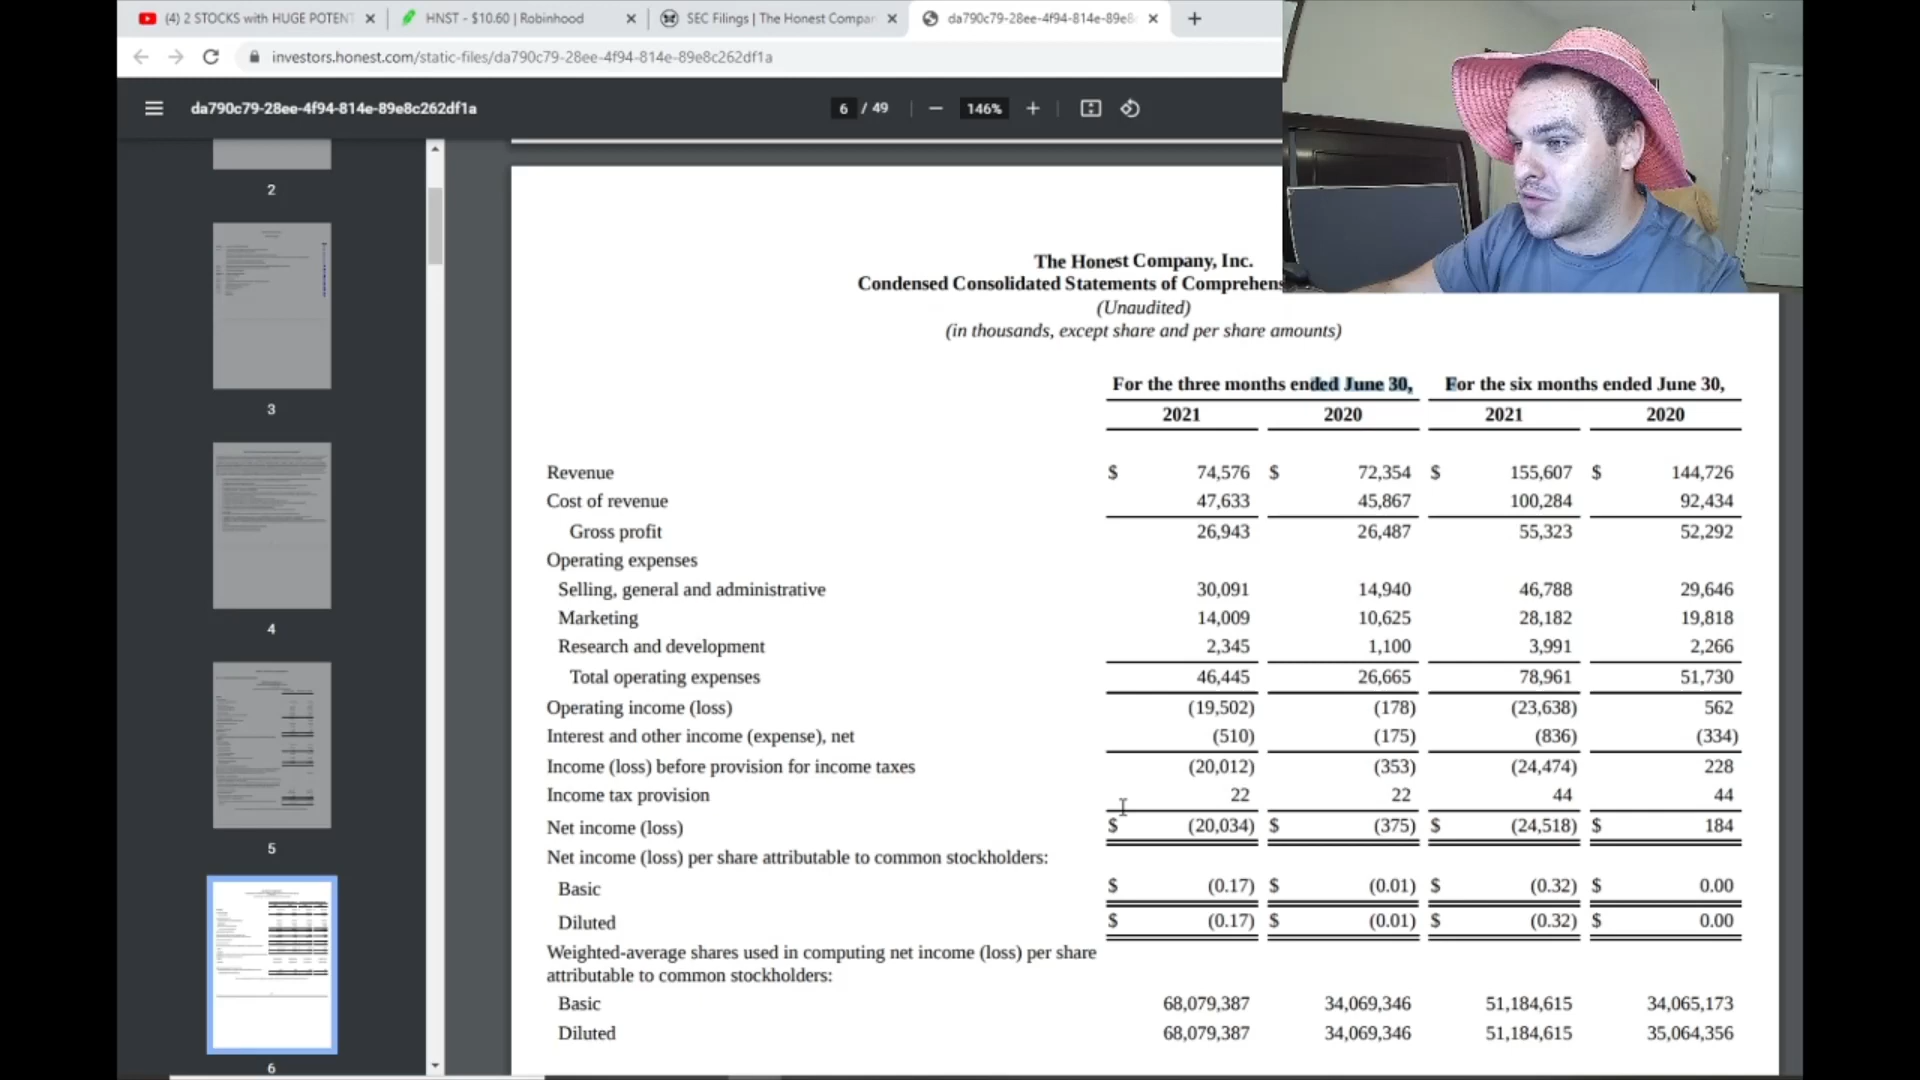 (4) 2 STOCKS with HUGE POTENT
HNST - $10.60 | Robinhood
SEC Filings | The Honest Compan
da790c79-28ee-4f94-814e-89e8
investors.honest.com/static-files/da790c79-28ee-4f94-814e-89e8c262df1a
da790c79-28ee-4f94-814e-89e8c262df1a
6 / 49
146%
2
3
4
5
6
The Honest Company, Inc.
Condensed Consolidated Statements of Comprehens
(Unaudited)
(in thousands, except share and per share amounts)
For the three months ended June 30, For the six months ended June 30,
2021 2020 2021 2020
Revenue $ 74,576 $ 72,354 $ 155,607 $ 144,726
Cost of revenue 47,633 45,867 100,284 92,434
Gross profit 26,943 26,487 55,323 52,292
Operating expenses
Selling, general and administrative 30,091 14,940 46,788 29,646
Marketing 14,009 10,625 28,182 19,818
Research and development 2,345 1,100 3,991 2,266
Total operating expenses 46,445 26,665 78,961 51,730
Operating income (loss) (19,502) (178) (23,638) 562
Interest and other income (expense), net (510) (175) (836) (334)
Income (loss) before provision for income taxes (20,012) (353) (24,474) 228
Income tax provision 22 22 44 44
Net income (loss) $ (20,034) $ (375) $ (24,518) $ 184
Net income (loss) per share attributable to common stockholders:
Basic $ (0.17) $ (0.01) $ (0.32) $ 0.00
Diluted $ (0.17) $ (0.01) $ (0.32) $ 0.00
Weighted-average shares used in computing net income (loss) per share
attributable to common stockholders:
Basic 68,079,387 34,069,346 51,184,615 34,065,173
Diluted 68,079,387 34,069,346 51,184,615 35,064,356